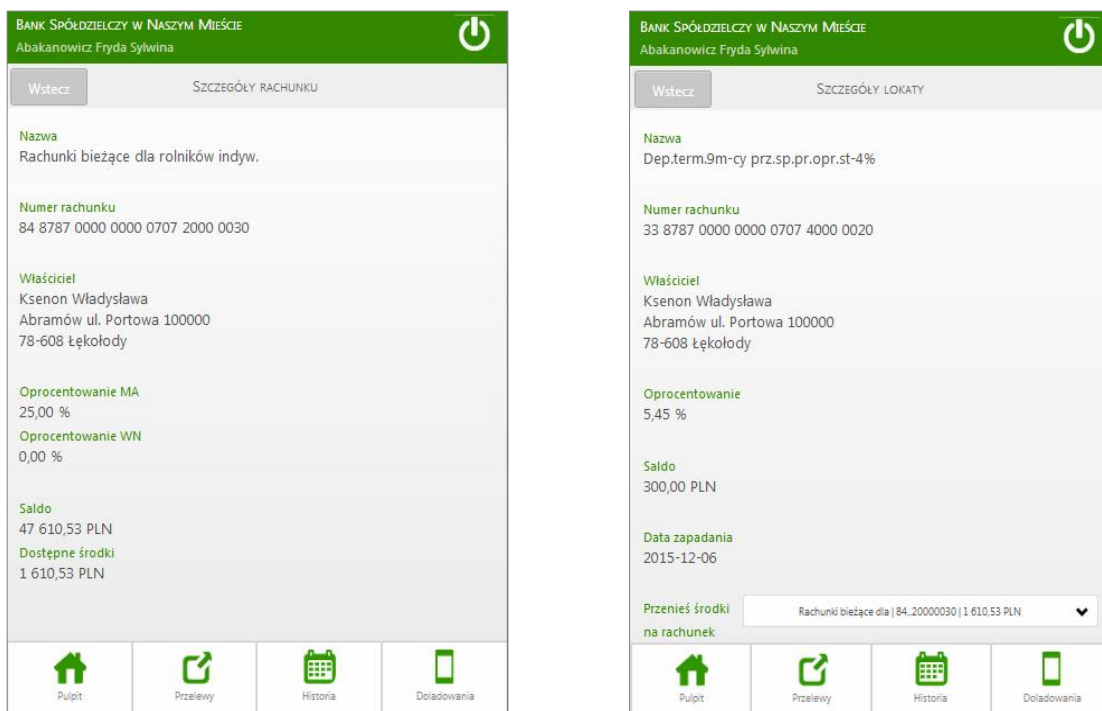 Bank Spółdzielczy w Naszym Mieście
Abakanowicz Fryda Sylwina
Wstecz
Szczegóły rachunku
Nazwa
Rachunki bieżące dla rolników indyw.
Numer rachunku
84 8787 0000 0000 0707 2000 0030
Właściciel
Ksenon Władysława
Abramów ul. Portowa 100000
78-608 Łękołody
Oprocentowanie MA
25,00 %
Oprocentowanie WN
0,00 %
Saldo
47 610,53 PLN
Dostępne środki
1 610,53 PLN
Pulpit
Przelewy
Historia
Doladowania
Bank Spółdzielczy w Naszym Mieście
Abakanowicz Fryda Sylwina
Wstecz
Szczegóły lokaty
Nazwa
Dep.term.9m-cy prz.sp.pr.opr.st-4%
Numer rachunku
33 8787 0000 0000 0707 4000 0020
Właściciel
Ksenon Władysława
Abramów ul. Portowa 100000
78-608 Łękołody
Oprocentowanie
5,45 %
Saldo
300,00 PLN
Data zapadania
2015-12-06
Przenieś środki
na rachunek
Rachunki bieżące dla | 84..20000030 | 1 610,53 PLN
Pulpit
Przelewy
Historia
Doladowania